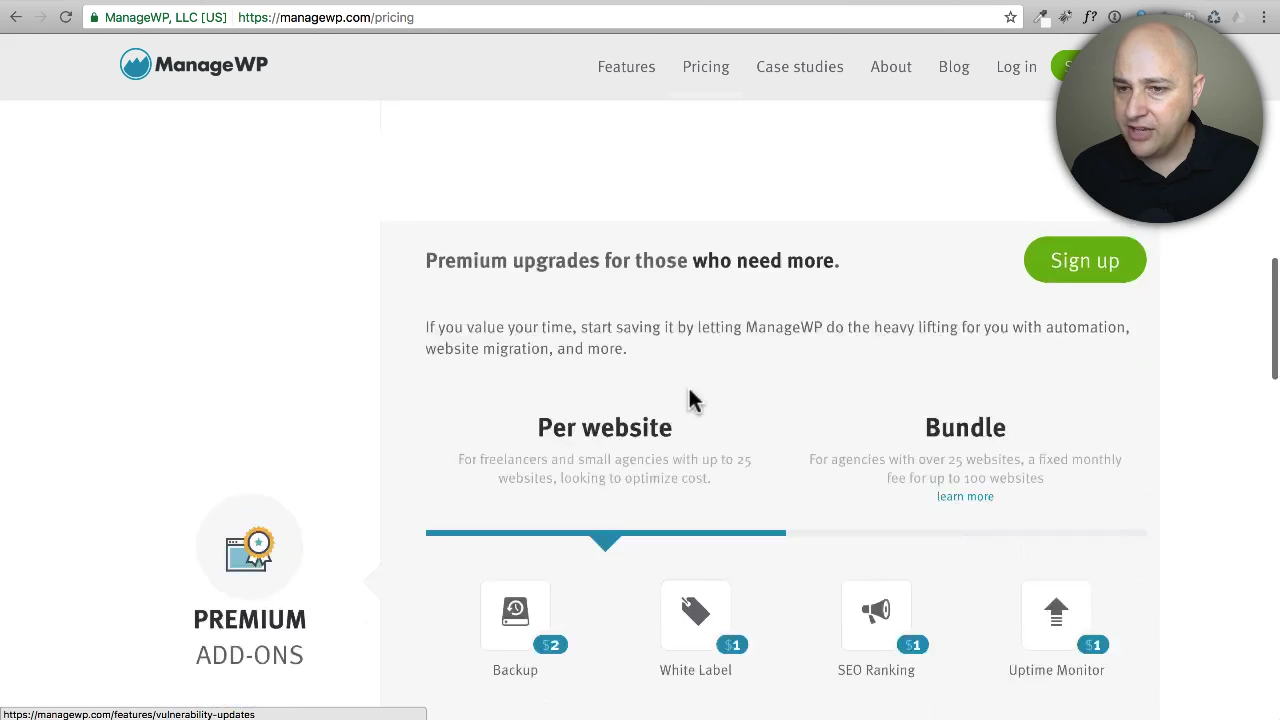 ManageWP, LLC [US] https://managewp.com/pricing
f?
ManageWP
Features Pricing Case studies About Blog Log in
Premium upgrades for those who need more.
Sign up
If you value your time, start saving it by letting ManageWP do the heavy lifting for you with automation,
website migration, and more.
Per website
For freelancers and small agencies with up to 25
websites, looking to optimize cost.
Bundle
For agencies with over 25 websites, a fixed monthly
fee for up to 100 websites
learn more
PREMIUM
ADD-ONS
$2
Backup
$1
White Label
$1
SEO Ranking
$1
Uptime Monitor
https://managewp.com/features/vulnerability-updates